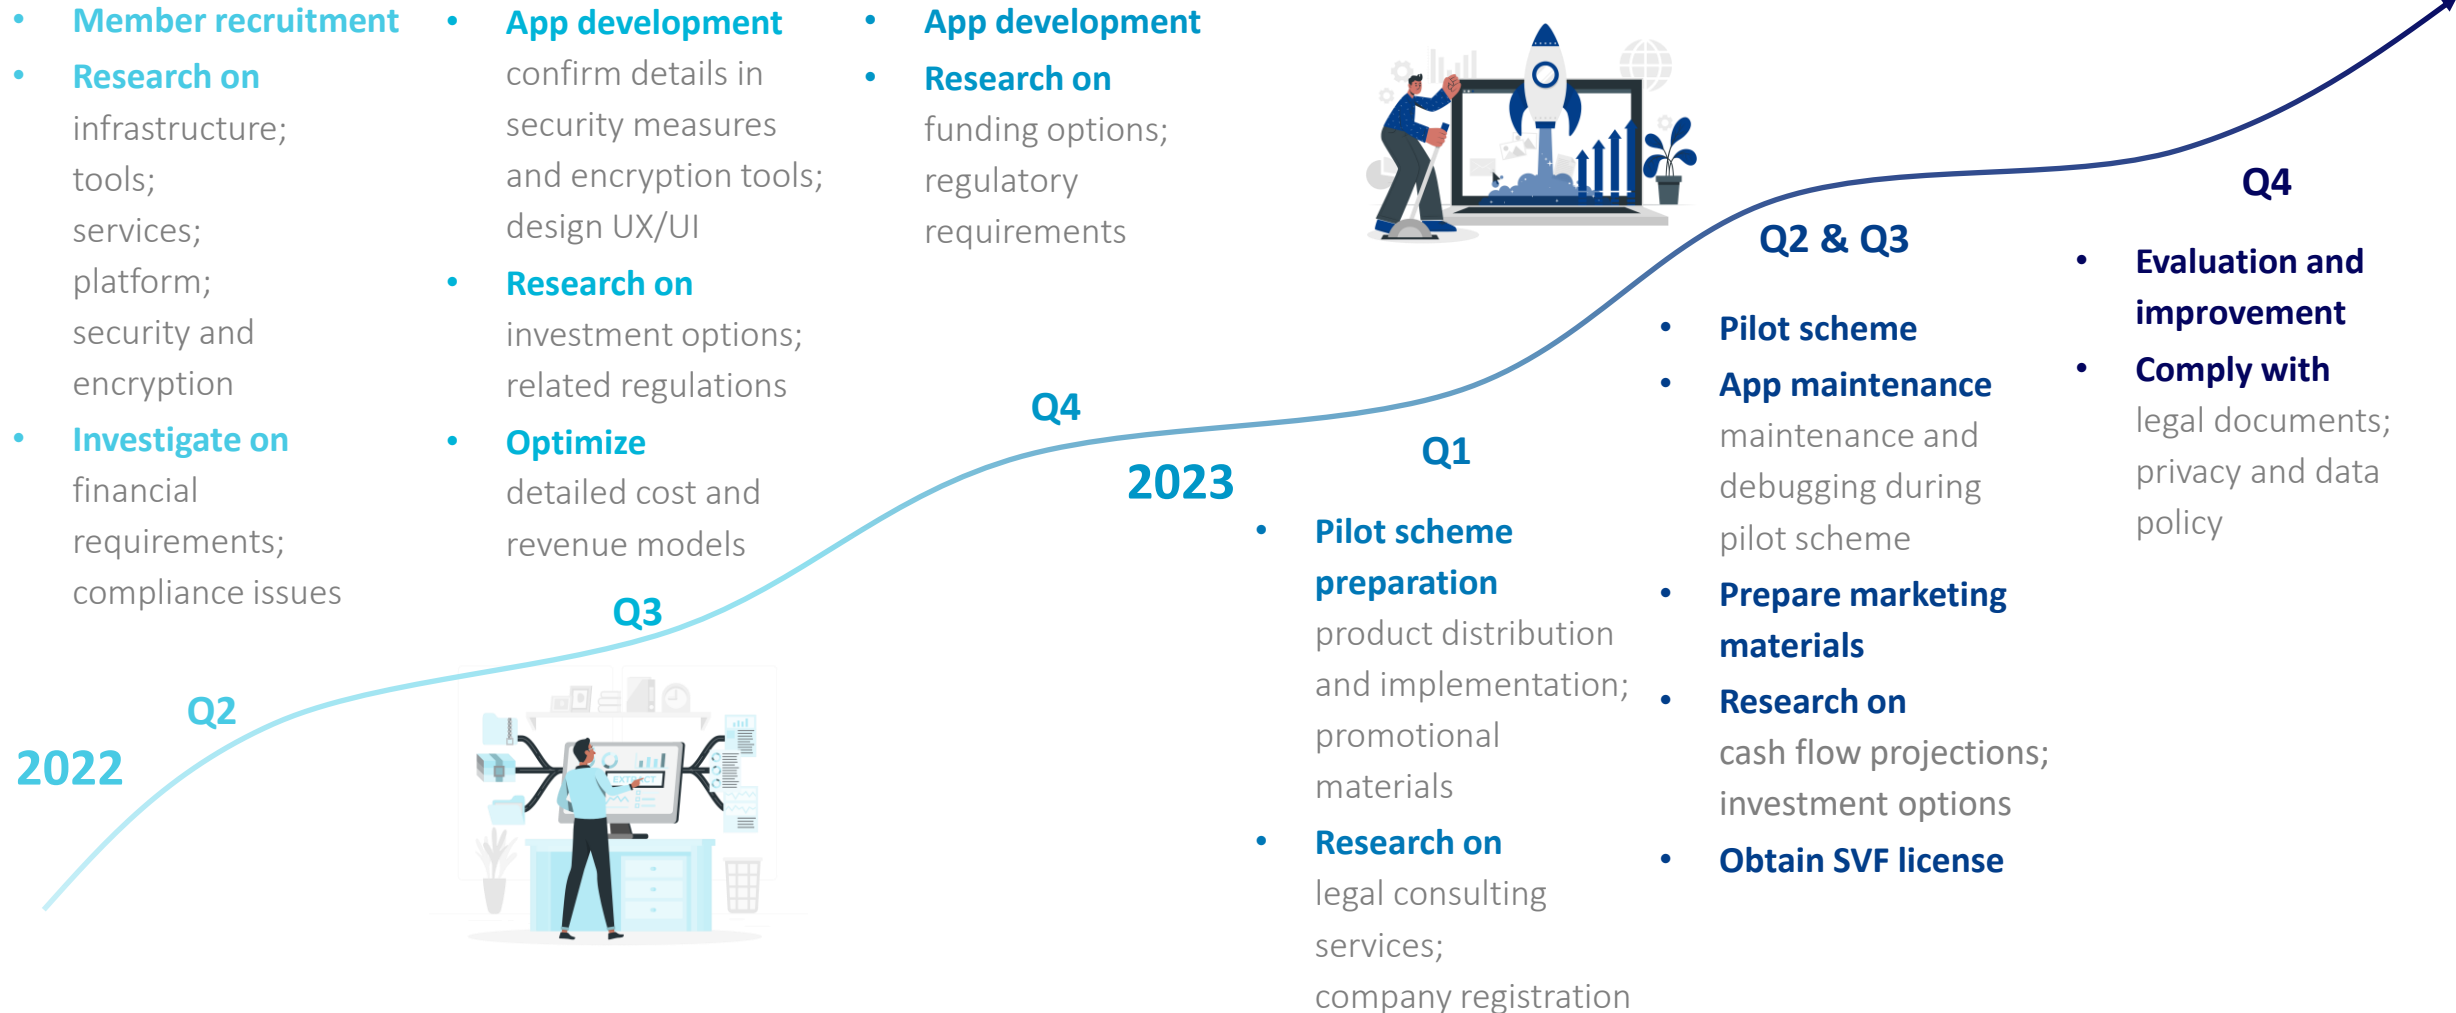 • Member recruitment
• Research on
infrastructure;
tools;
services;
platform;
security and
encryption
• Investigate on
financial
requirements;
compliance issues
Q2
2022
• App development
confirm details in
security measures
and encryption tools;
design UX/UI
• Research on
investment options;
related regulations
• Optimize
detailed cost and
revenue models
Q3
EXTRACT
• App development
• Research on
funding options;
regulatory
requirements
Q4
2023
Q1
• Pilot scheme
preparation
product distribution
and implementation;
promotional
materials
• Research on
legal consulting
services;
company registration
Q2 & Q3
• Pilot scheme
• App maintenance
maintenance and
debugging during
pilot scheme
• Prepare marketing
materials
• Research on
cash flow projections;
investment options
• Obtain SVF license
Q4
• Evaluation and
improvement
• Comply with
legal documents;
privacy and data
policy